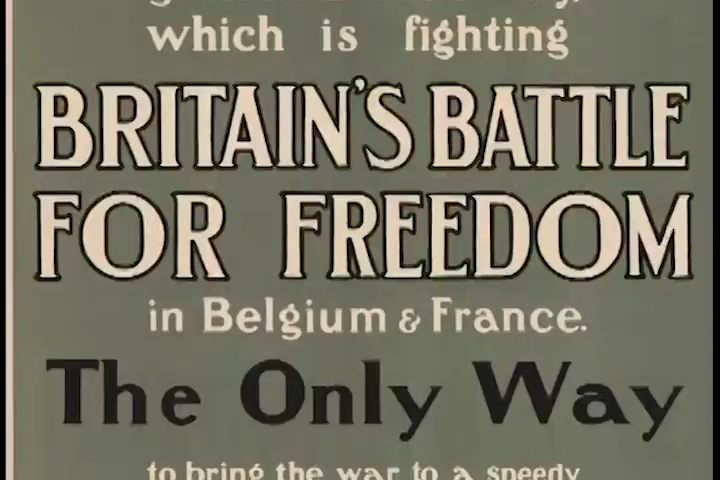 which is fighting
BRITAIN'S BATTLE
FOR FREEDOM
in Belgium & France.
The Only Way
to bring the war to a speedy